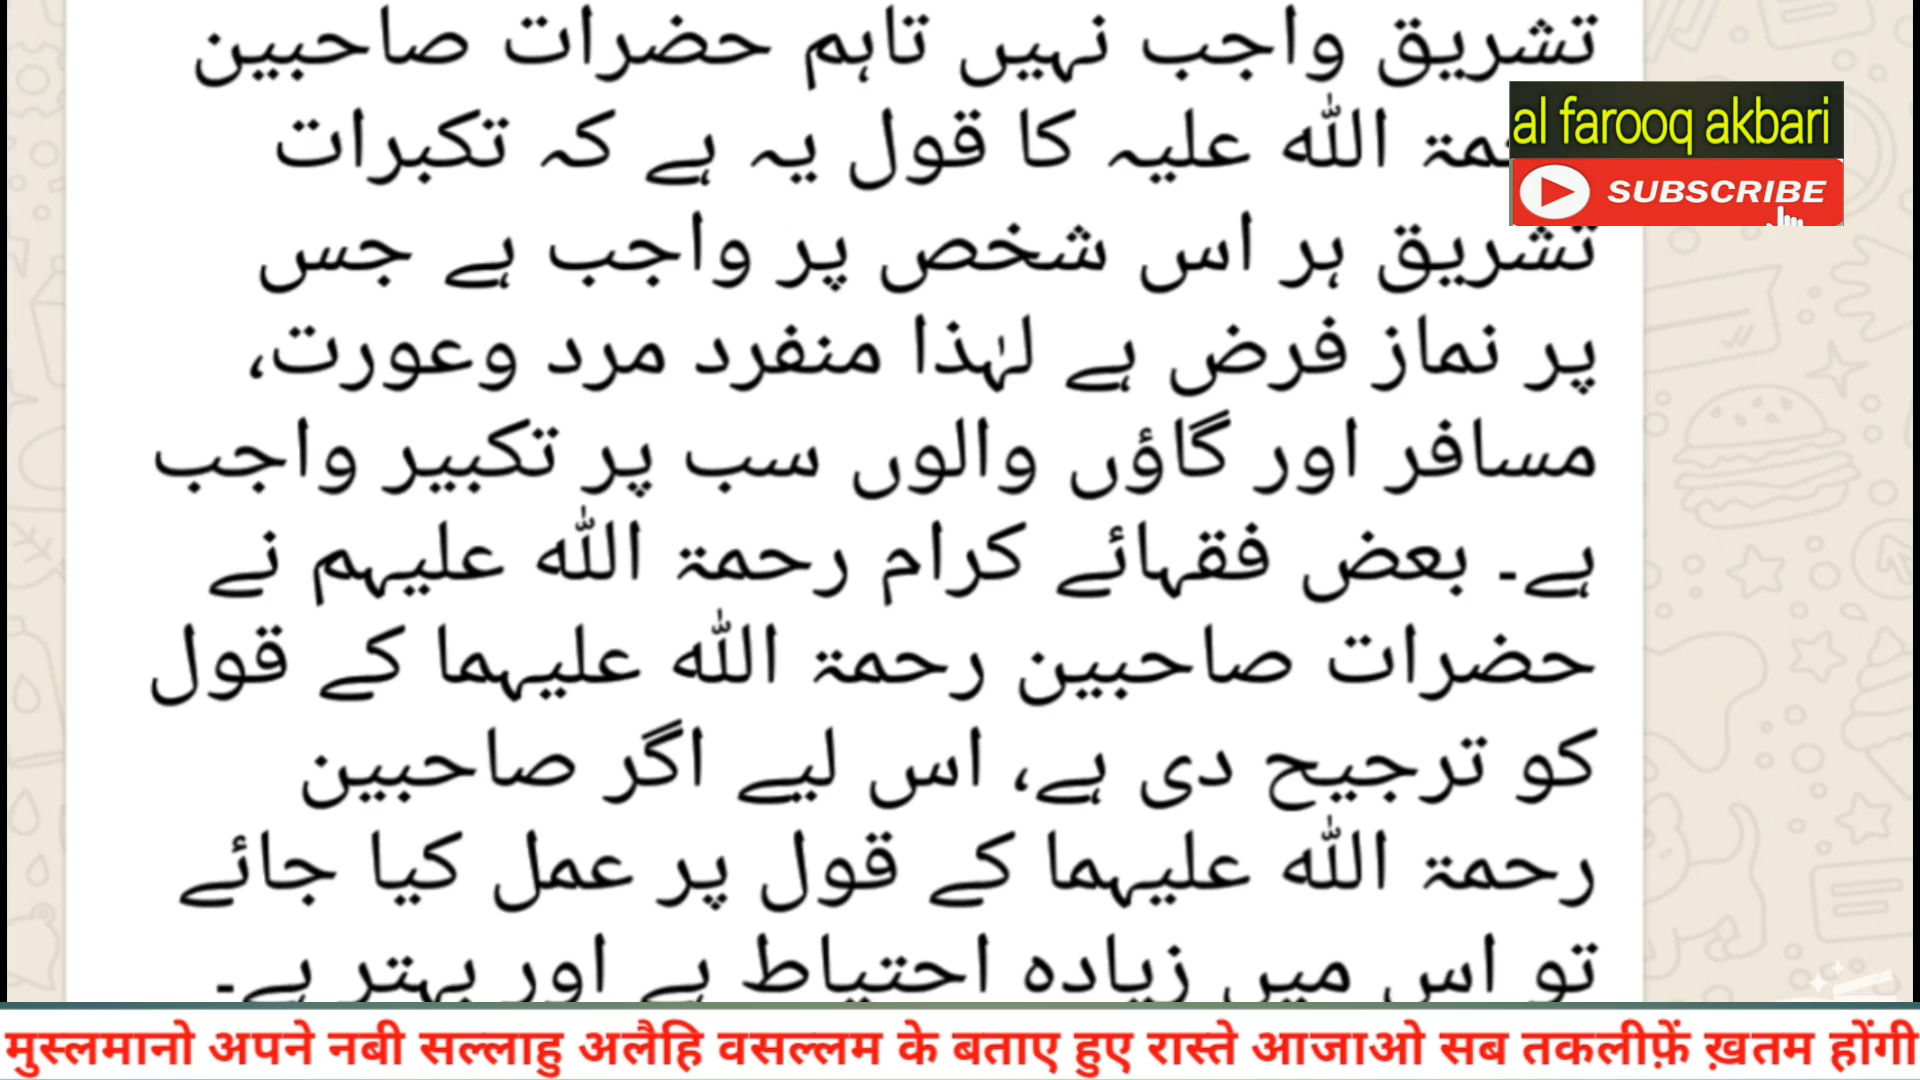 تشریق واجب نہیں تاہم حضرات صاحبین
اللہ علیہ کا قول یہ ہے کہ تکبرات
تشریق ہر اس شخص پر واجب ہے جس
پر نماز فرض ہے لہٰذا منفرد مرد وعورت،
مسافر اور گاؤں والوں سب پر تکبیر واجب
ہے۔ بعض فقہائے کرام رحمۃ اللہ علیہم نے
حضرات صاحبین رحمۃ اللہ علیہما کے قول
کو ترجیح دی ہے، اس لیے اگر صاحبین
رحمۃ اللہ علیہما کے قول پر عمل کیا جائے
تو اس میں زیادہ احتیاط ہے اور بہتر ہے۔
al farooq akbari
SUBSCRIBE
मुस्लमानो अपने नबी सल्लाहु अलैहि वसल्लम के बताए हुए रास्ते आजाओ सब तकलीफ़ें ख़तम होंगी